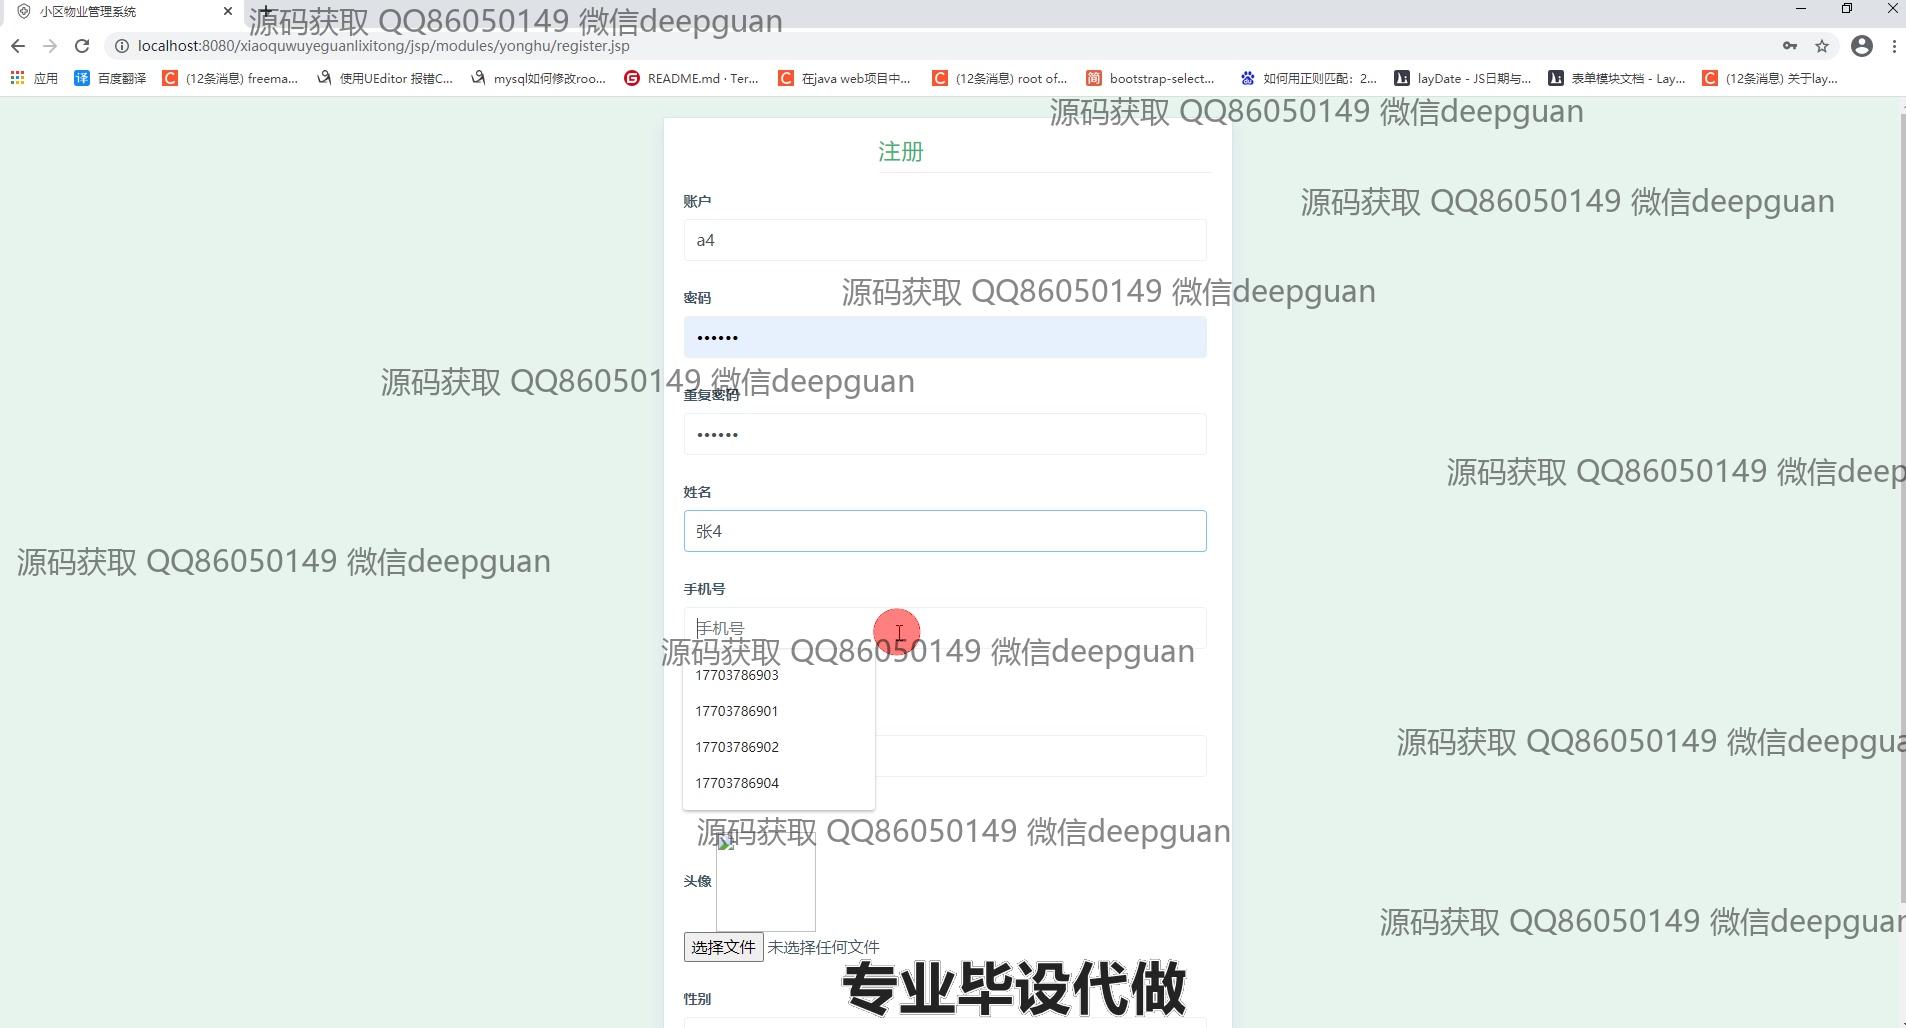 小区物业管理系统
源码获取 QQ86050149 微信deepguan
localhost:8080/xiaoquwuyeguanlixitong/jsp/modules/yonghu/register.jsp
应用
百度翻译
(12条消息) freema...
使用UEditor 报错C...
mysql如何修改roo...
README.md · Ter...
在java web项目中...
(12条消息) root of...
bootstrap-select...
如何用正则匹配：2...
layDate - JS日期与...
表单模块文档 - Lay...
(12条消息) 关于lay...
源码获取 QQ86050149 微信deepguan
注册
账户
源码获取 QQ86050149 微信deepguan
a4
密码
源码获取 QQ86050149 微信deepguan
••••••
源码获取 QQ86050149 微信deepguan
重复密码
••••••
源码获取 QQ86050149 微信deep
姓名
张4
源码获取 QQ86050149 微信deepguan
手机号
手机号
源码获取 QQ86050149 微信deepguan
17703786903
17703786901
17703786902
17703786904
源码获取 QQ86050149 微信deepgua
源码获取 QQ86050149 微信deepguan
头像
源码获取 QQ86050149 微信deepguan
选择文件 未选择任何文件
性别
专业毕设代做